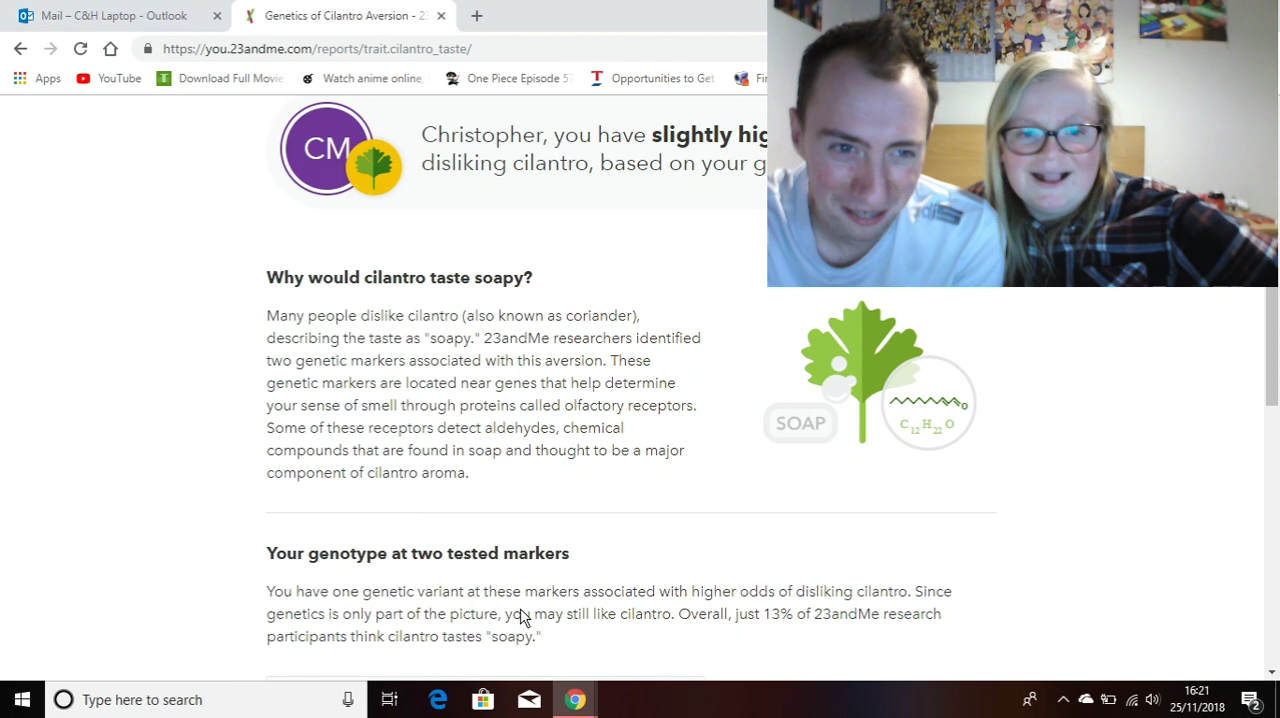 Mail – C&H Laptop - Outlook
Genetics of Cilantro Aversion - 23
https://you.23andme.com/reports/trait.cilantro_taste/
Apps
YouTube
Download Full Movie
Watch anime online,
One Piece Episode 57
Opportunities to Get
CM
Christopher, you have slightly hig
disliking cilantro, based on your g
Why would cilantro taste soapy?
Many people dislike cilantro (also known as coriander),
describing the taste as "soapy." 23andMe researchers identified
two genetic markers associated with this aversion. These
genetic markers are located near genes that help determine
your sense of smell through proteins called olfactory receptors.
Some of these receptors detect aldehydes, chemical
compounds that are found in soap and thought to be a major
component of cilantro aroma.
SOAP
O
C12H22O
Your genotype at two tested markers
You have one genetic variant at these markers associated with higher odds of disliking cilantro. Since
genetics is only part of the picture, you may still like cilantro. Overall, just 13% of 23andMe research
participants think cilantro tastes "soapy."
Type here to search
16:21
25/11/2018
2